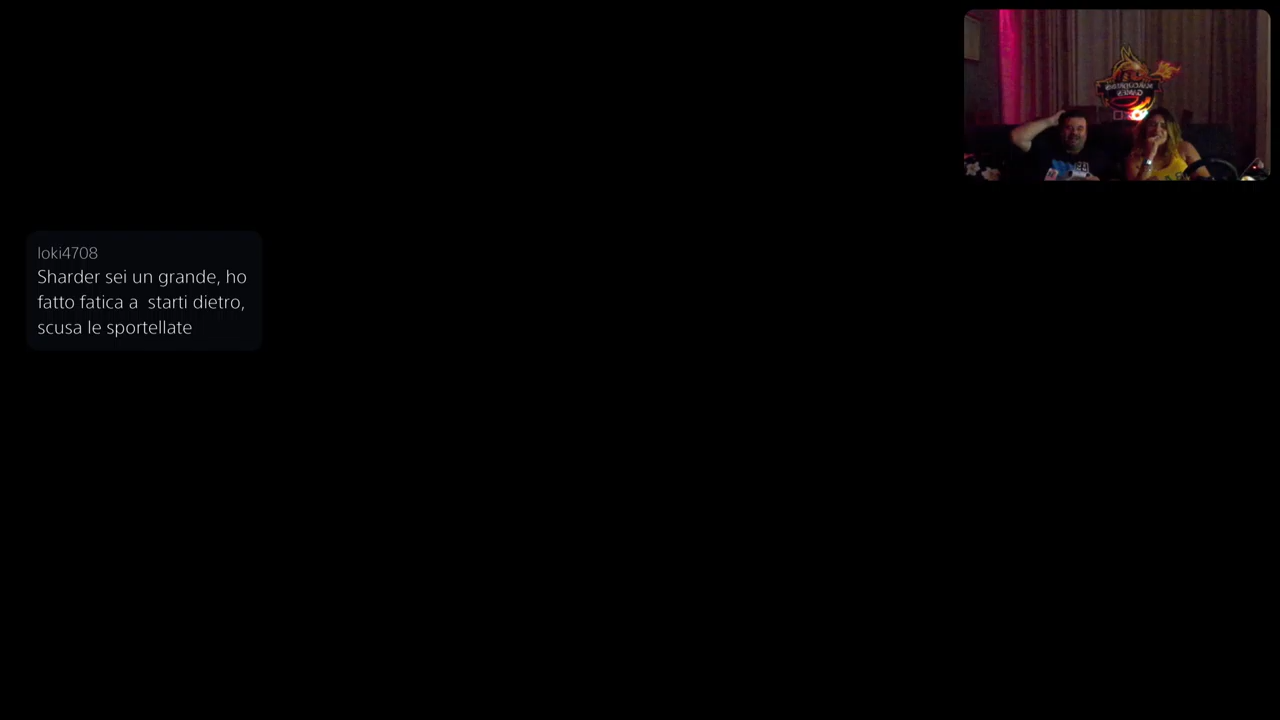 loki4708
Sharder sei un grande, ho
fatto fatica a  starti dietro,
scusa le sportellate